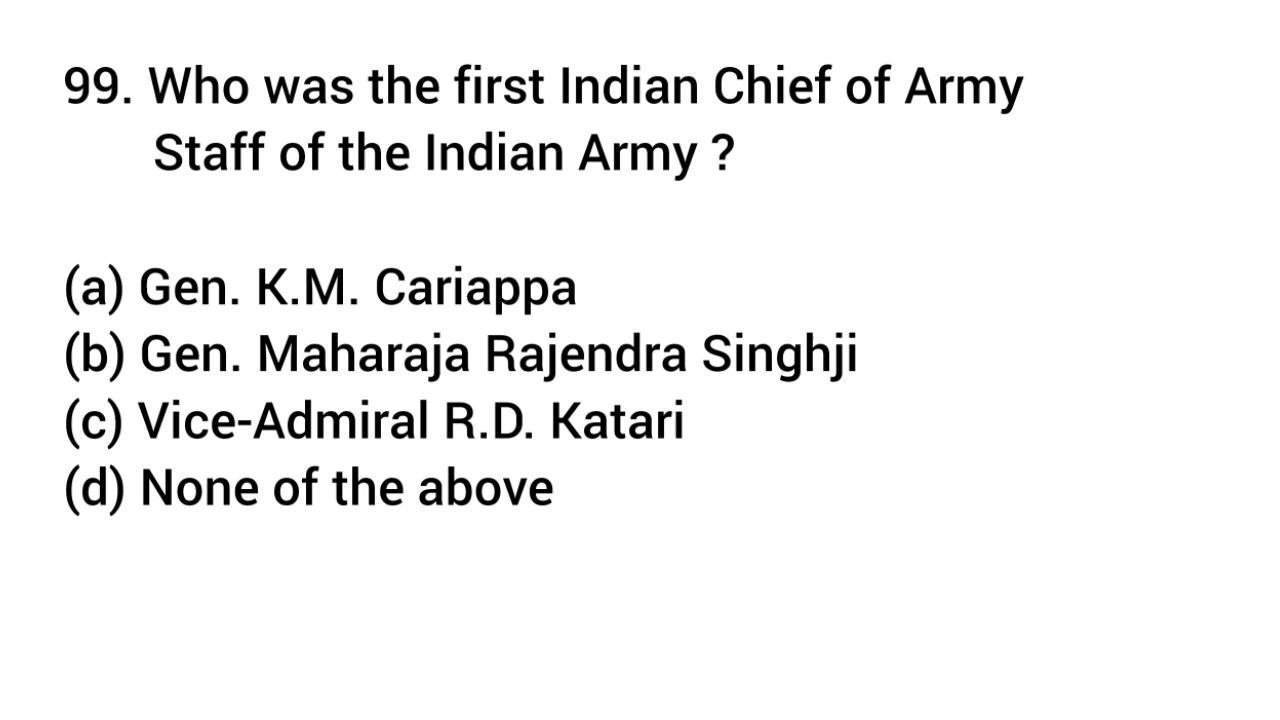 99. Who was the first Indian Chief of Army
Staff of the Indian Army ?
(a) Gen. K.M. Cariappa
(b) Gen. Maharaja Rajendra Singhji
(c) Vice-Admiral R.D. Katari
(d) None of the above